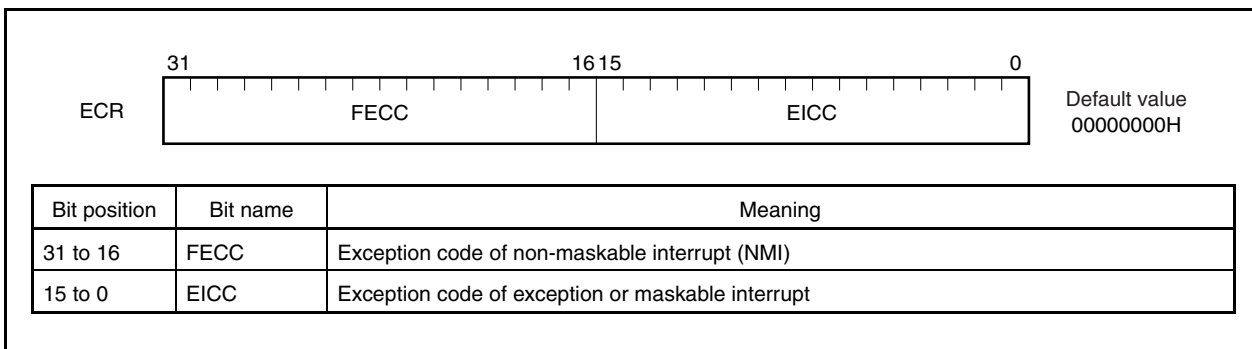 31 16 15 0
ECR FECC EICC Default value
00000000H
Bit position Bit name Meaning
31 to 16 FECC Exception code of non-maskable interrupt (NMI)
15 to 0 EICC Exception code of exception or maskable interrupt